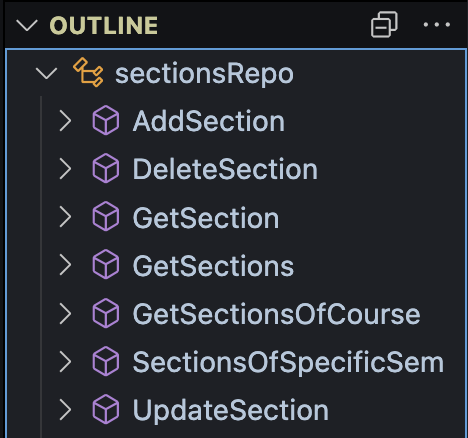 OUTLINE
sectionsRepo
AddSection
DeleteSection
GetSection
GetSections
GetSectionsOfCourse
SectionsOfSpecificSem
UpdateSection